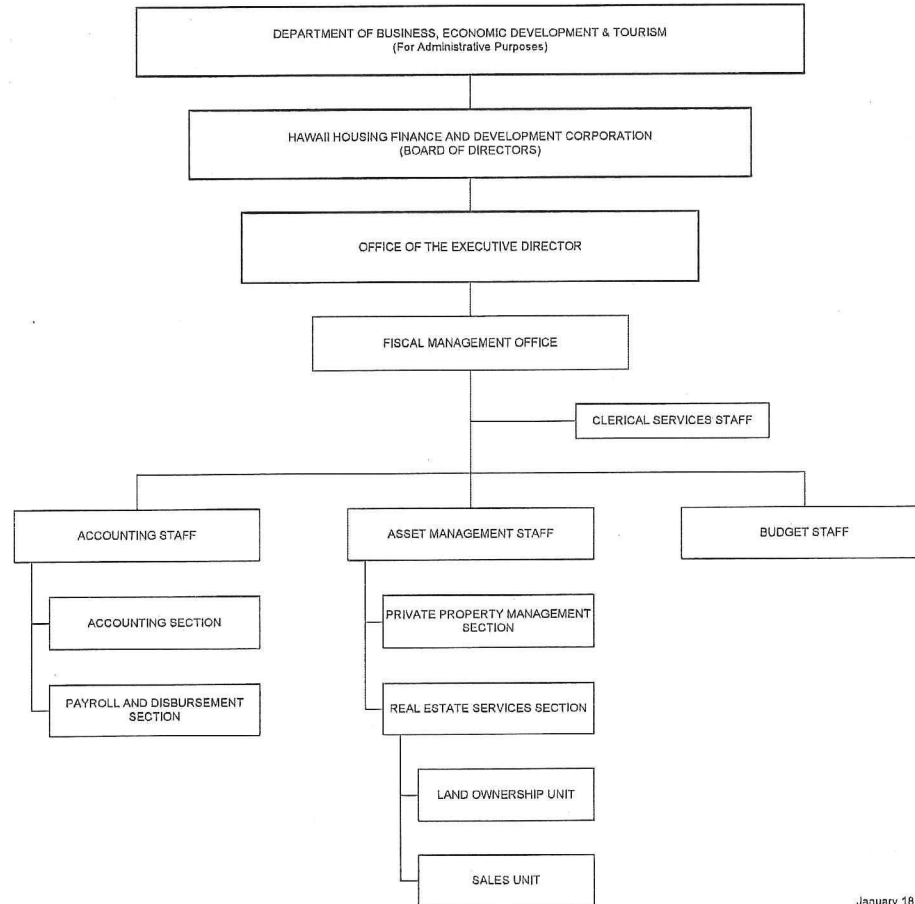 DEPARTMENT OF BUSINESS, ECONOMIC DEVELOPMENT & TOURISM
(For Administrative Purposes)
HAWAII HOUSING FINANCE AND DEVELOPMENT CORPORATION
(BOARD OF DIRECTORS)
OFFICE OF THE EXECUTIVE DIRECTOR
FISCAL MANAGEMENT OFFICE
CLERICAL SERVICES STAFF
ACCOUNTING STAFF
ASSET MANAGEMENT STAFF
BUDGET STAFF
ACCOUNTING SECTION
PRIVATE PROPERTY MANAGEMENT
SECTION
PAYROLL AND DISBURSEMENT
SECTION
REAL ESTATE SERVICES SECTION
LAND OWNERSHIP UNIT
SALES UNIT
January 18